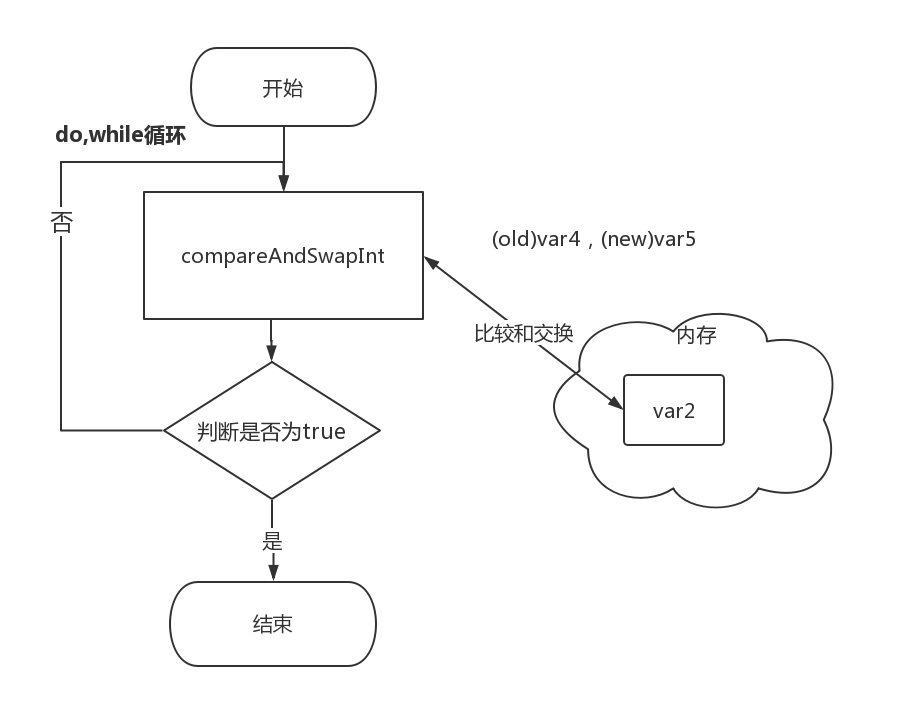 开始
do,while循环
否
compareAndSwapInt
(old)var4，(new)var5
比较和交换
内存
var2
判断是否为true
是
结束